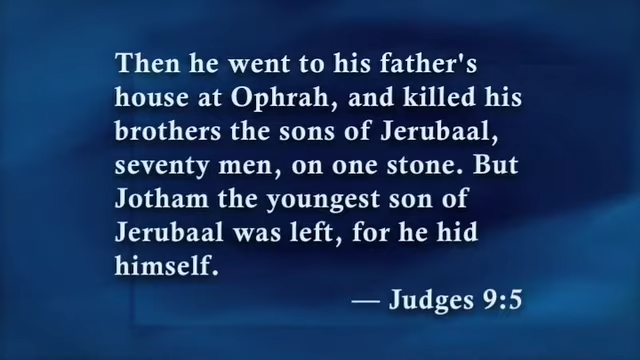 Then he went to his father's
house at Ophrah, and killed his
brothers the sons of Jerubaal,
seventy men, on one stone. But
Jotham the youngest son of
Jerubaal was left, for he hid
himself.
— Judges 9:5